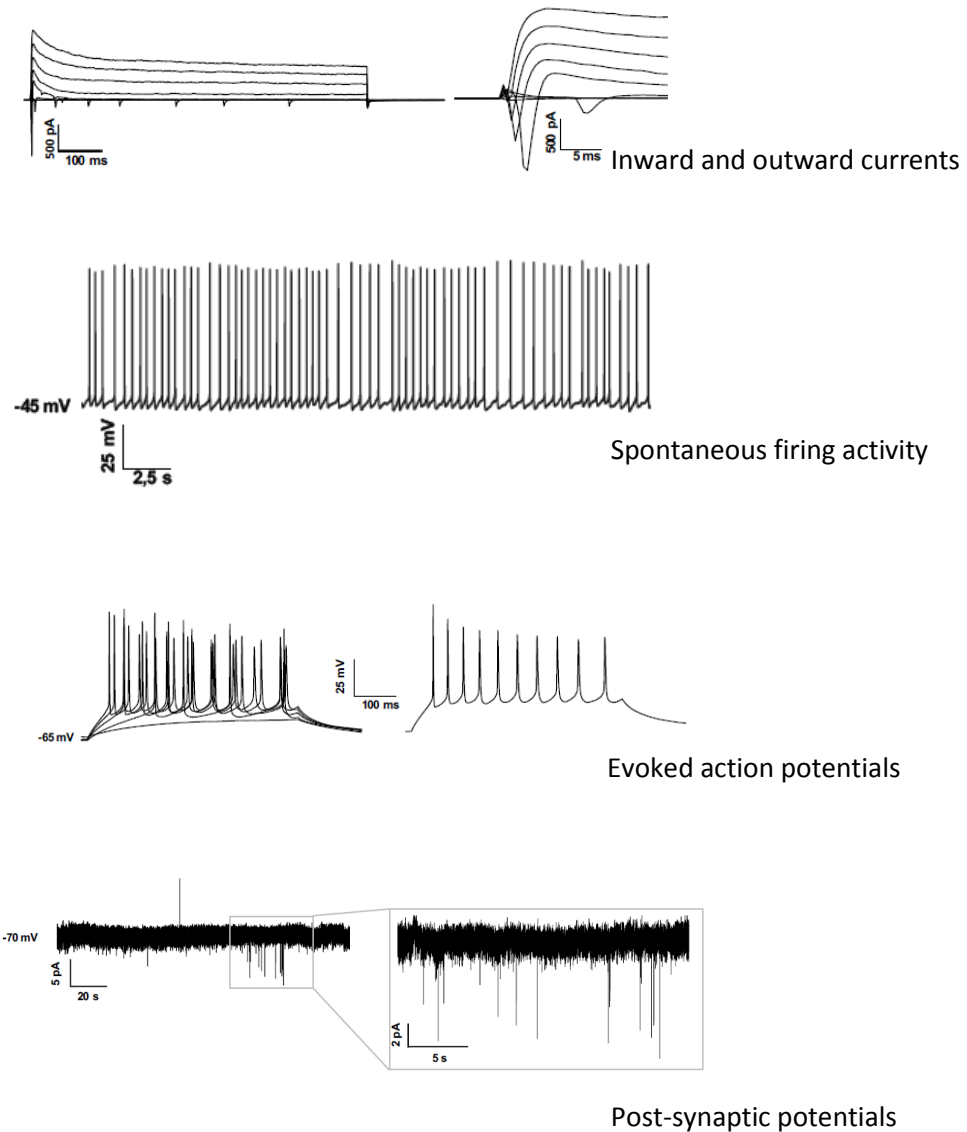 500 pA
100 ms
500 pA
5 ms
Inward and outward currents
-45 mV
25 mV
2,5 s
Spontaneous firing activity
25 mV
100 ms
-65 mV
Evoked action potentials
-70 mV
5 pA
20 s
2 pA
5 s
Post-synaptic potentials